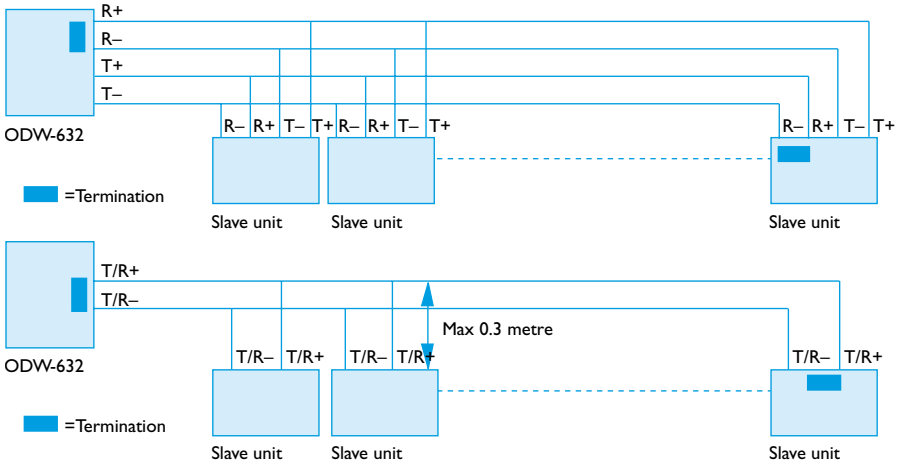 R+
R–
T+
T–
R– R+ T– T+ R– R+ T– T+ R– R+ T– T+
ODW-632
=Termination
Slave unit Slave unit Slave unit
T/R+
T/R–
Max 0.3 metre
T/R– T/R+ T/R– T/R+ T/R– T/R+
ODW-632
=Termination
Slave unit Slave unit Slave unit